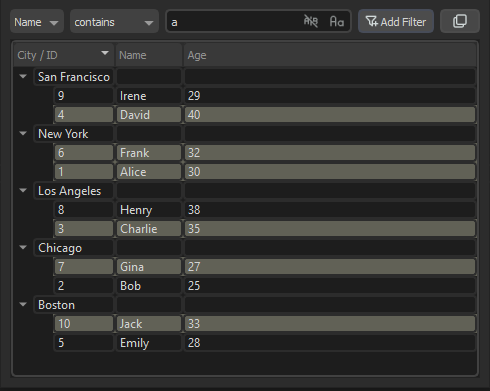 Name contains a Ab Aa Add Filter
City / ID Name Age
San Francisco
9 Irene 29
4 David 40
New York
6 Frank 32
1 Alice 30
Los Angeles
8 Henry 38
3 Charlie 35
Chicago
7 Gina 27
2 Bob 25
Boston
10 Jack 33
5 Emily 28